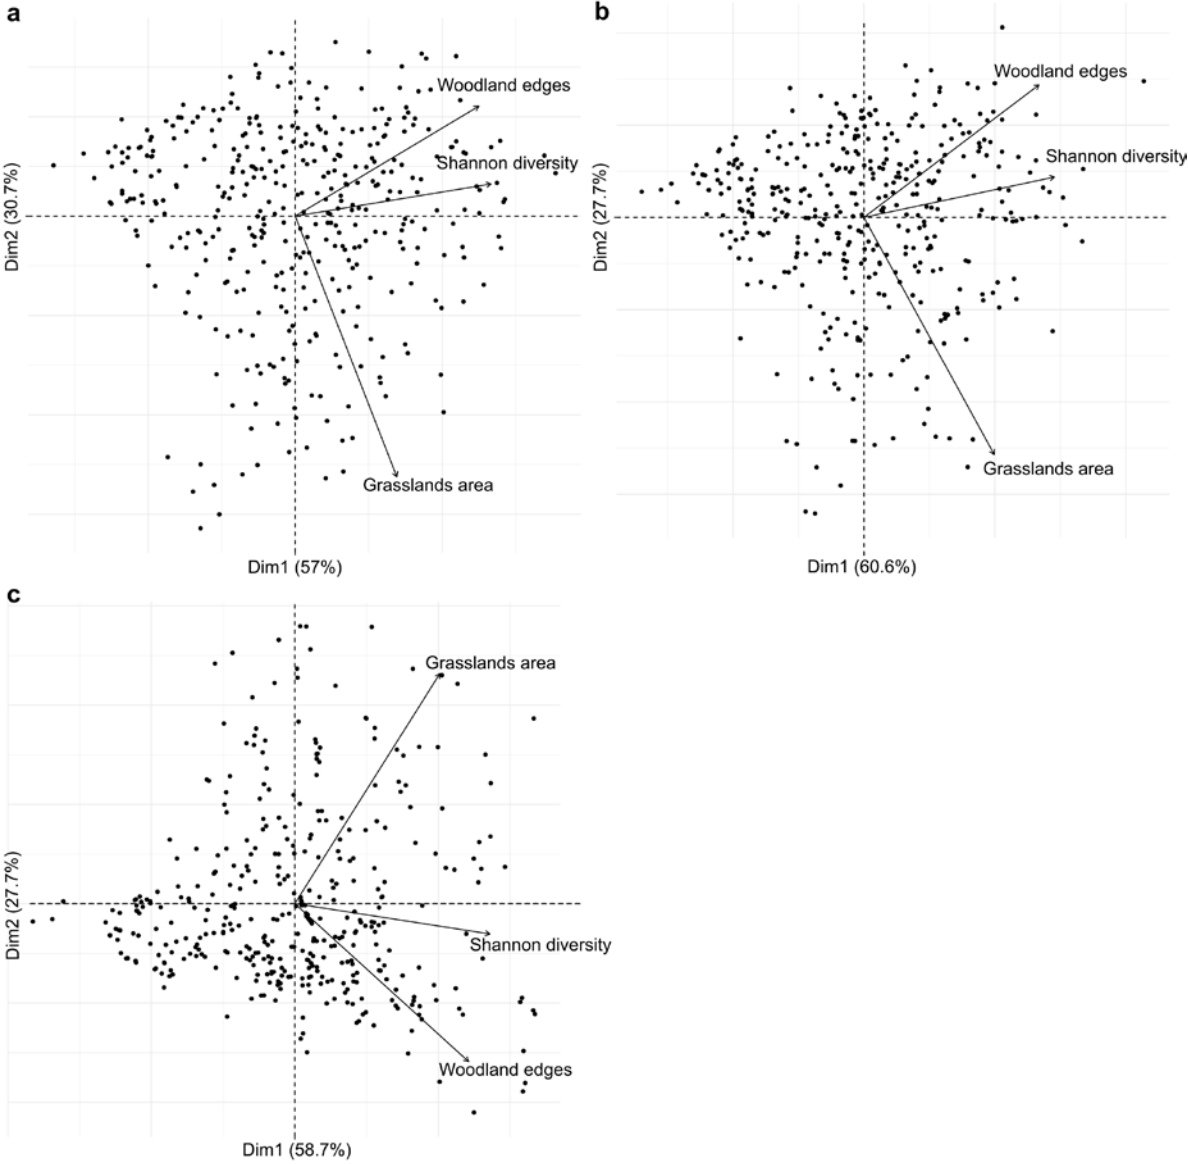 a
Woodland edges
Shannon diversity
Grasslands area
Dim2 (30.7%)
Dim1 (57%)
b
Woodland edges
Shannon diversity
Grasslands area
Dim2 (27.7%)
Dim1 (60.6%)
c
Grasslands area
Shannon diversity
Woodland edges
Dim2 (27.7%)
Dim1 (58.7%)